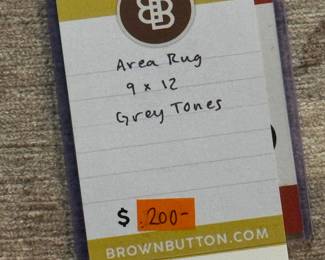 Area Rug
9 x 12
Grey Tones
$ 200-
BROWNBUTTON.COM